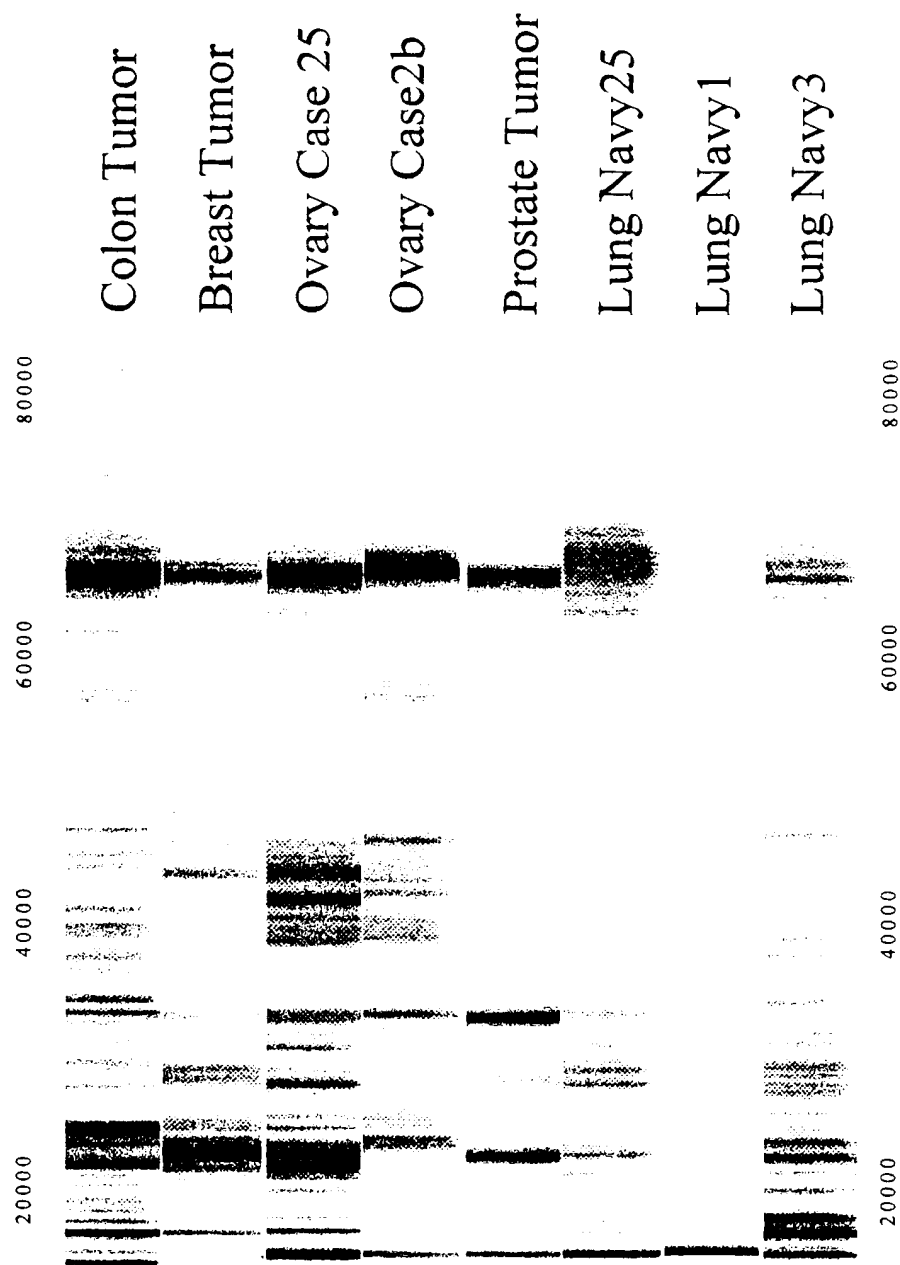 Colon Tumor
Breast Tumor
Ovary Case 25
Ovary Case2b
Prostate Tumor
Lung Navy25
Lung Navy1
Lung Navy3
80000
60000
40000
20000
80000
60000
40000
20000